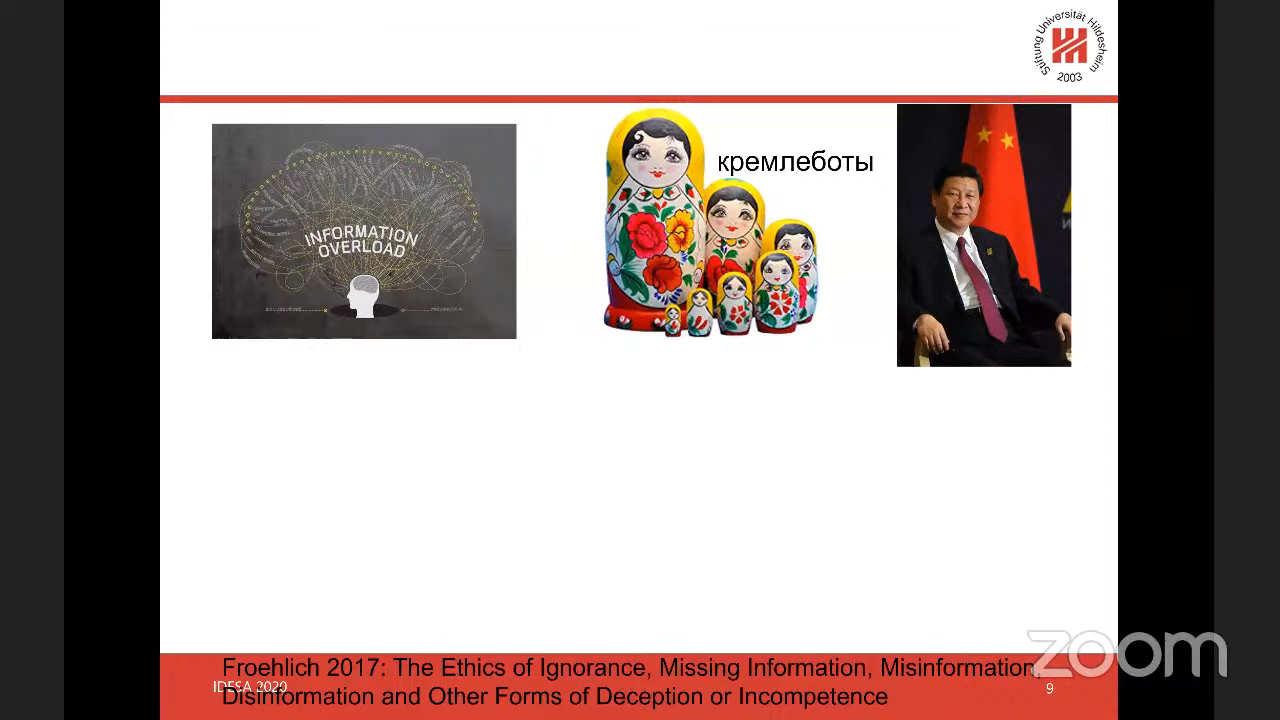 Stiftung Universität Hildesheim
2003
INFORMATION
OVERLOAD
кремлеботы
Froehlich 2017: The Ethics of Ignorance, Missing Information, Misinformation,
Disinformation and Other Forms of Deception or Incompetence
IDESA 2020
9
zoom